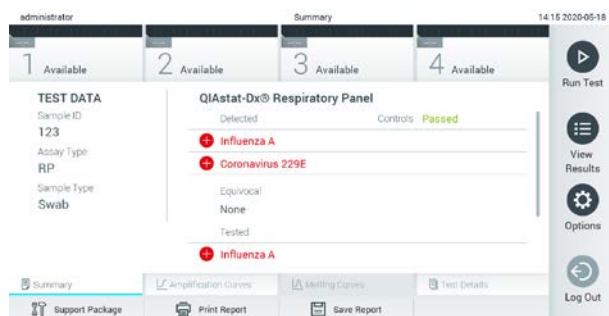 administrator Summary 14:15 2020-05-18
1 Available 2 Available 3 Available 4 Available
Run Test
View Results
Options
Log Out
TEST DATA
Sample ID
123
Assay Type
RP
Sample Type
Swab
QIAstat-Dx® Respiratory Panel
Detected Controls Passed
Influenza A
Coronavirus 229E
Equivocal
None
Tested
Influenza A
Summary Amplification Curves Melting Curves Test Details
Support Package Print Report Save Report